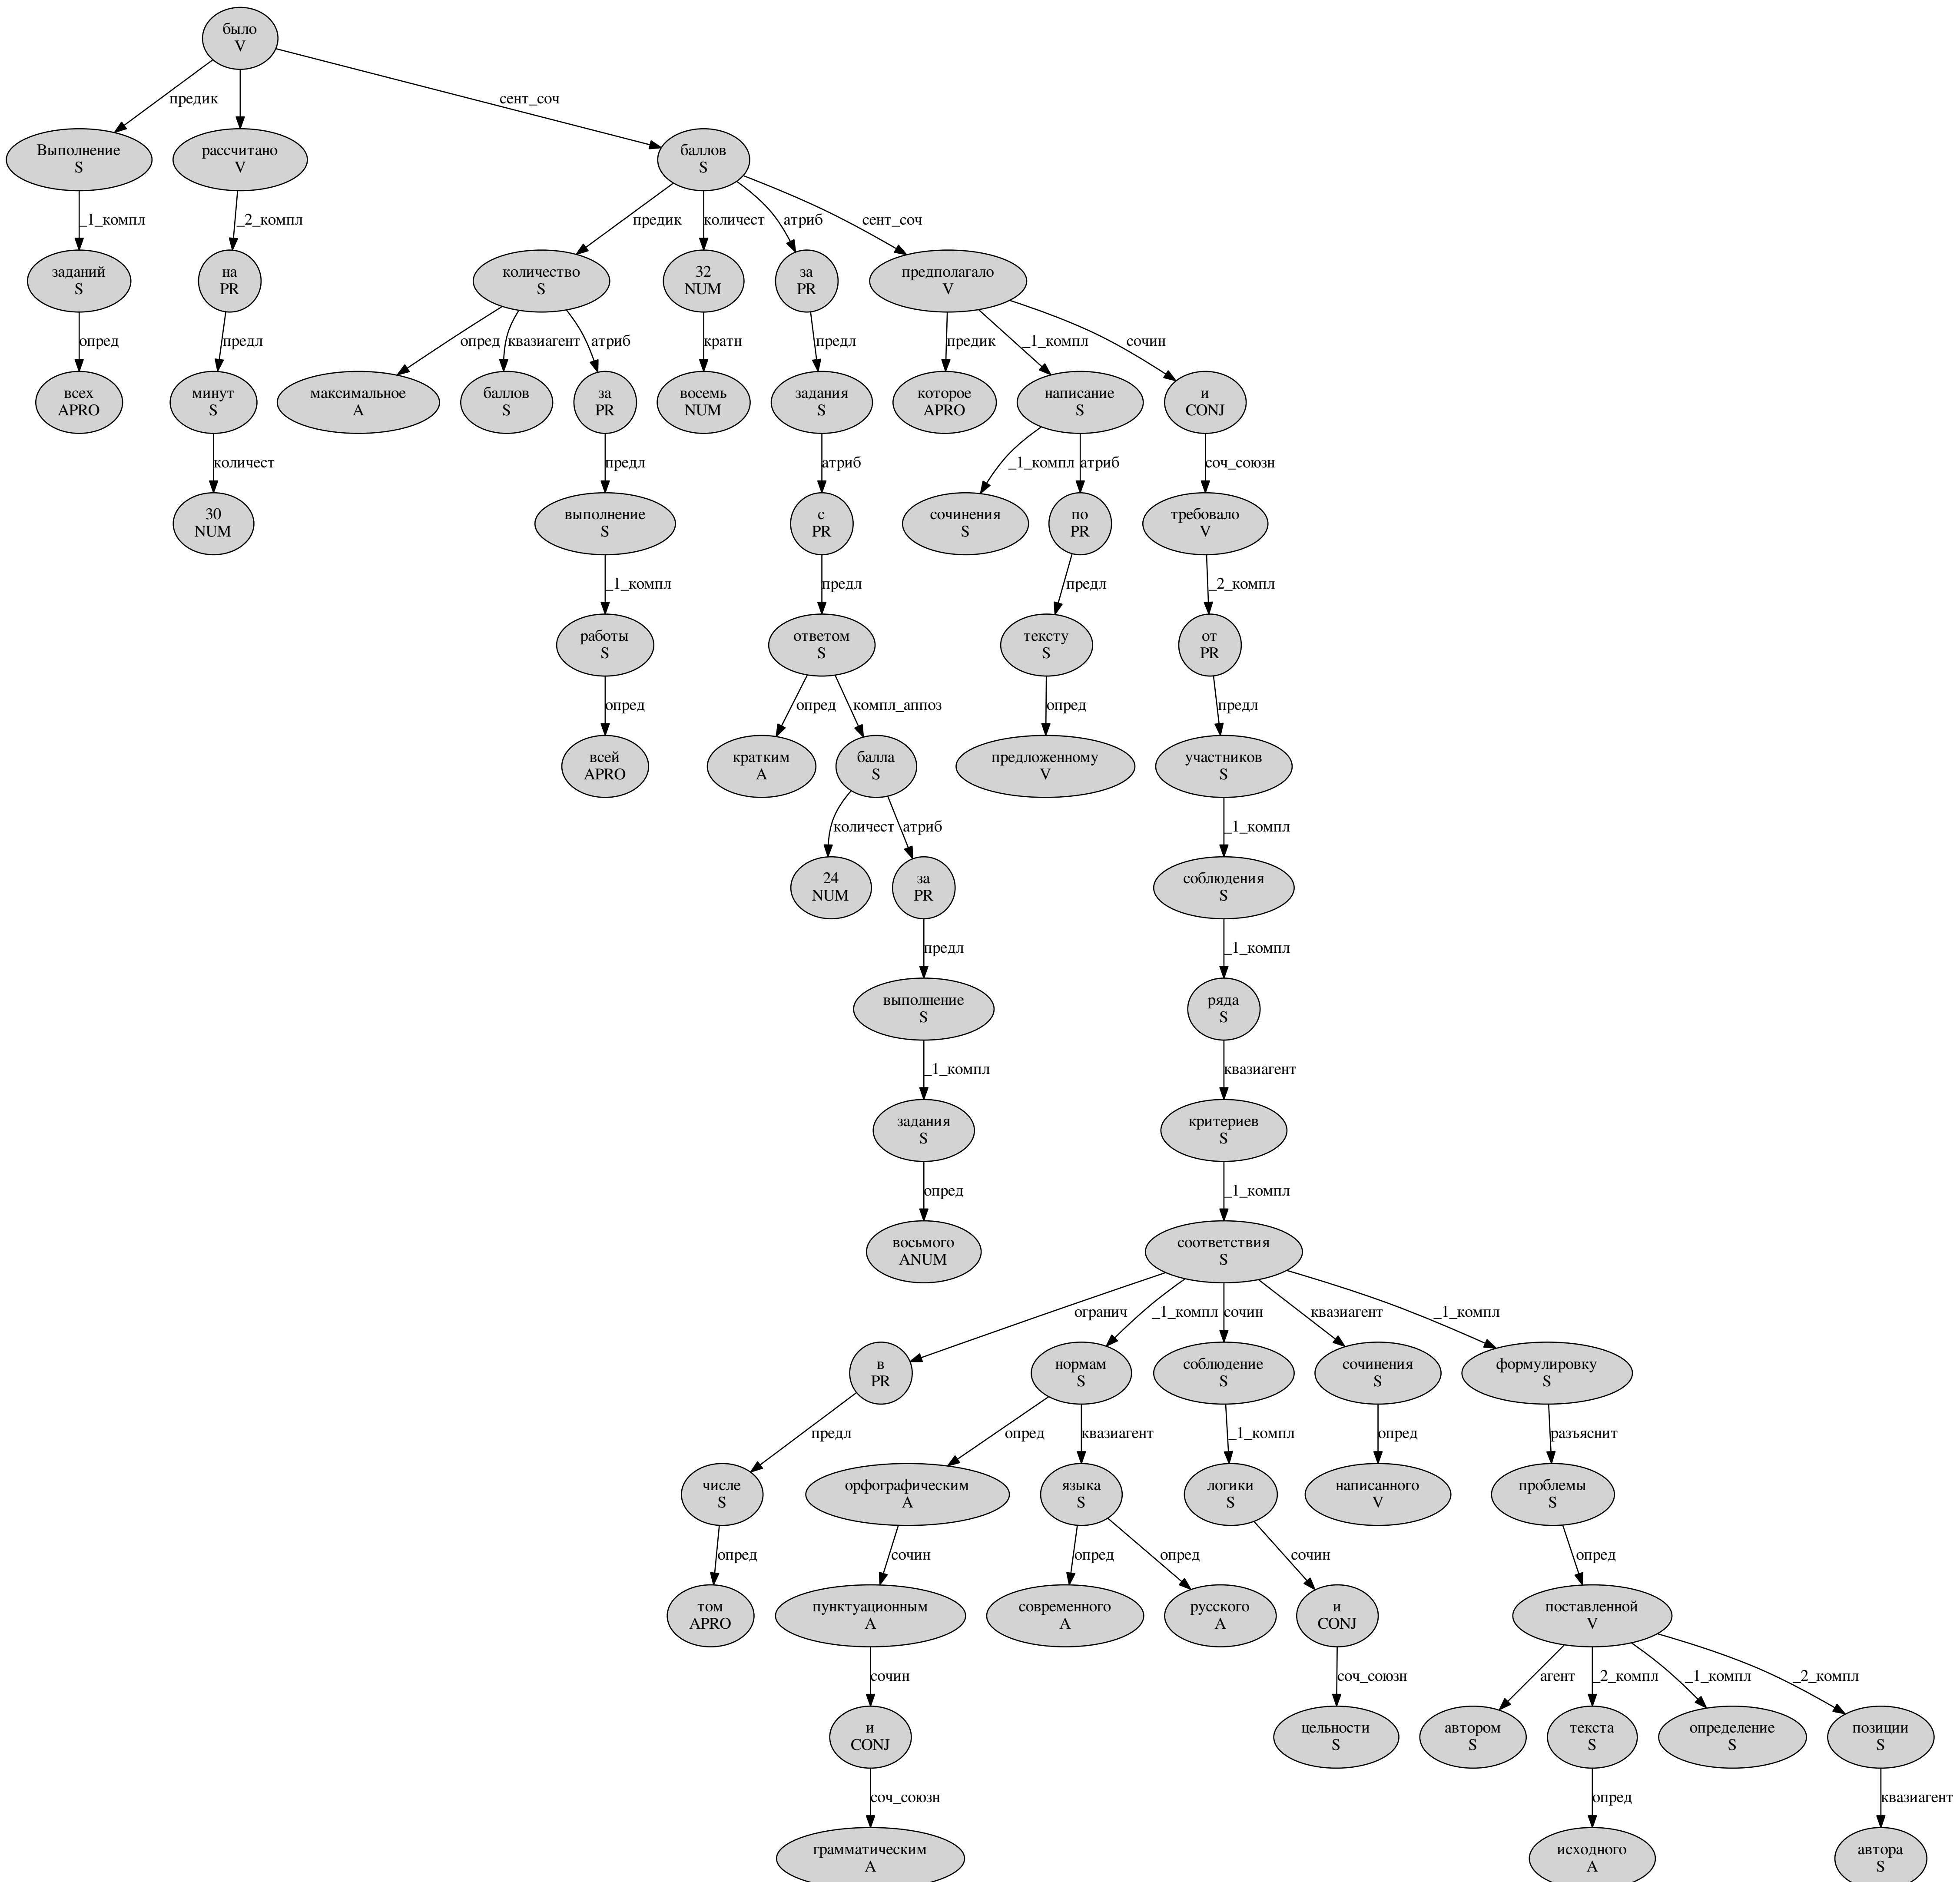 было
V
предик
сент_соч
Выполнение
S
рассчитано
V
баллов
S
_1_компл
_2_компл
предик
количест
атриб
сент_соч
заданий
S
на
PR
количество
S
32
NUM
за
PR
предполагало
V
опред
предл
опред
квазиагент
атриб
кратн
предл
предик
_1_компл
сочин
всех
APRO
минут
S
максимальное
A
баллов
S
за
PR
восемь
NUM
задания
S
которое
APRO
написание
S
и
CONJ
количест
предл
атриб
_1_компл
атриб
соч_союзн
30
NUM
выполнение
S
с
PR
сочинения
S
по
PR
требовало
V
_1_компл
предл
предл
_2_компл
работы
S
ответом
S
тексту
S
от
PR
опред
опред
компл_аппоз
опред
предл
всей
APRO
кратким
A
балла
S
предложенному
V
участников
S
количест
атриб
_1_компл
24
NUM
за
PR
соблюдения
S
предл
_1_компл
выполнение
S
ряда
S
_1_компл
квазиагент
задания
S
критериев
S
опред
_1_компл
восьмого
ANUM
соответствия
S
огранич
_1_компл
сочин
квазиагент
_1_компл
в
PR
нормам
S
соблюдение
S
сочинения
S
формулировку
S
предл
опред
квазиагент
_1_компл
опред
разъяснит
числе
S
орфографическим
A
языка
S
логики
S
написанного
V
проблемы
S
опред
сочин
опред
опред
сочин
опред
том
APRO
пунктуационным
A
современного
A
русского
A
и
CONJ
поставленной
V
сочин
соч_союзн
агент
_2_компл
_1_компл
_2_компл
и
CONJ
цельности
S
автором
S
текста
S
определение
S
позиции
S
соч_союзн
опред
квазиагент
грамматическим
A
исходного
A
автора
S